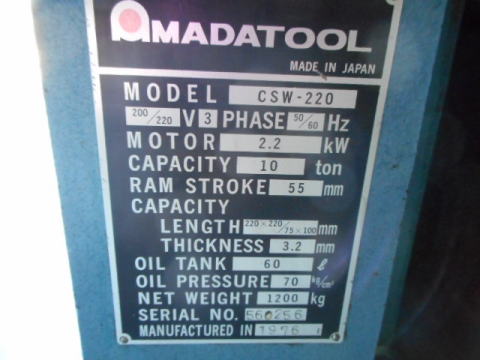 AMADATOOL
MADE IN JAPAN
MODEL CSW-220
200/220 V 3 PHASE 50/60 Hz
MOTOR 2.2 kW
CAPACITY 10 ton
RAM STROKE 55 mm
CAPACITY
LENGTH 220×220/75×100 mm
THICKNESS 3.2 mm
OIL TANK 60 ℓ
OIL PRESSURE 70 kg/cm²
NET WEIGHT 1200 kg
SERIAL NO. 560256
MANUFACTURED IN 1976